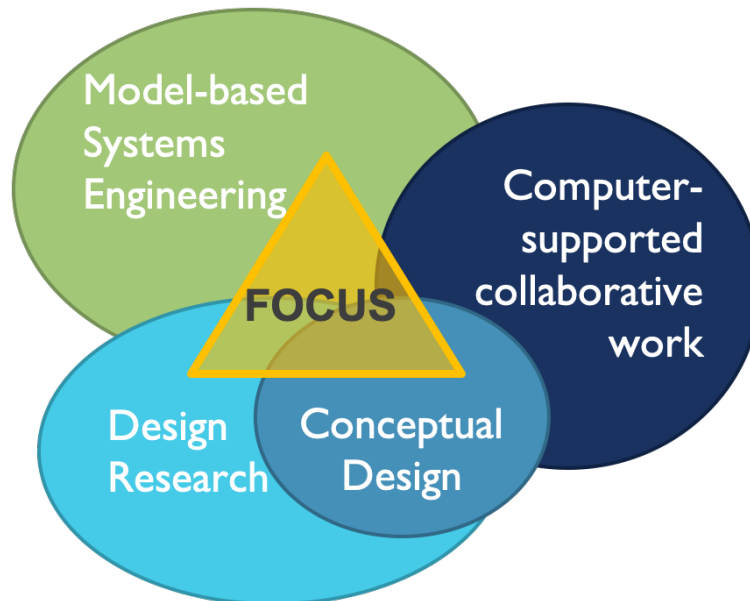 Model-based
Systems
Engineering
Computer-
supported
collaborative
work
FOCUS
Design
Research
Conceptual
Design